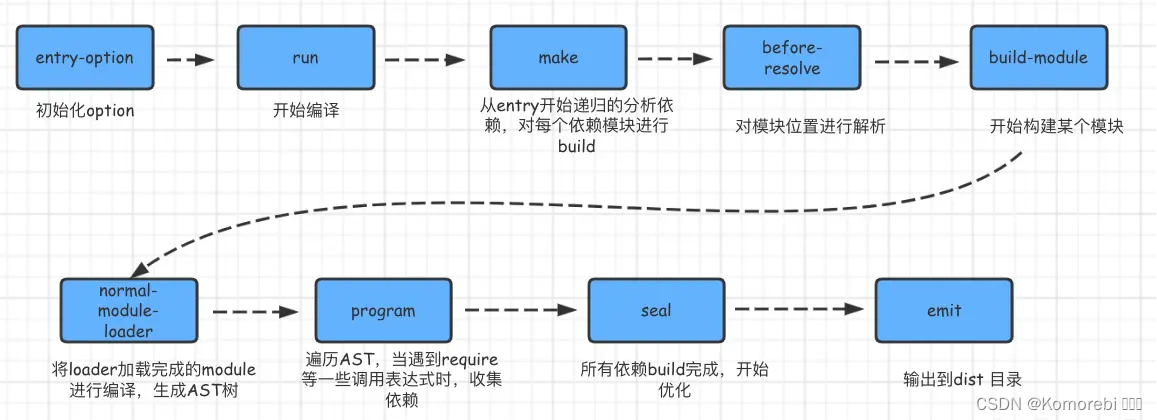 entry-option
run
make
before-
resolve
build-module
初始化option
开始编译
从entry开始递归的分析依
赖，对每个依赖模块进行
build
对模块位置进行解析
开始构建某个模块
normal-
module-
loader
program
seal
emit
将loader加载完成的module
进行编译，生成AST树
遍历AST，当遇到require
等一些调用表达式时，收集
依赖
所有依赖build完成，开始
优化
输出到dist 目录
CSDN @Komorebi